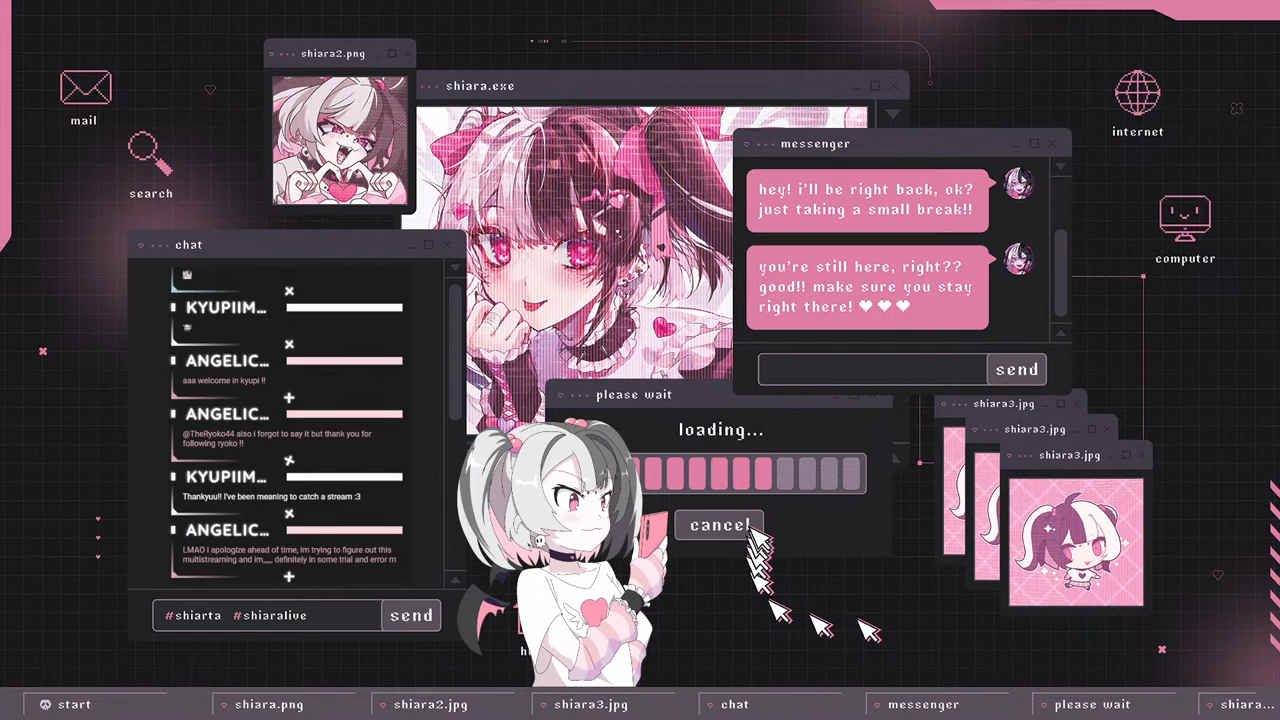 shiara2.png
shiara.exe
mail
search
internet
computer
messenger
hey! i'll be right back, ok?
just taking a small break!!
you're still here, right??
good!! make sure you stay
right there! ♥ ♥ ♥
send
chat
KYUPIIM...
ANGELIC...
aaa welcome in kyupi !!
ANGELIC...
@TheRyoko44 also i forgot to say it but thank you for
following ryoko !!
KYUPIIM...
Thankyuu!! I've been meaning to catch a stream :3
ANGELIC...
LMAO i apologize ahead of time, im trying to figure out this
multistreaming and im__ definitely in some trial and error m
#shiarta #shiaralive
send
please wait
loading...
cancel
shiara3.jpg
shiara3.jpg
shiara3.jpg
start
shiara.png
shiara2.jpg
shiara3.jpg
chat
messenger
please wait
shiara...